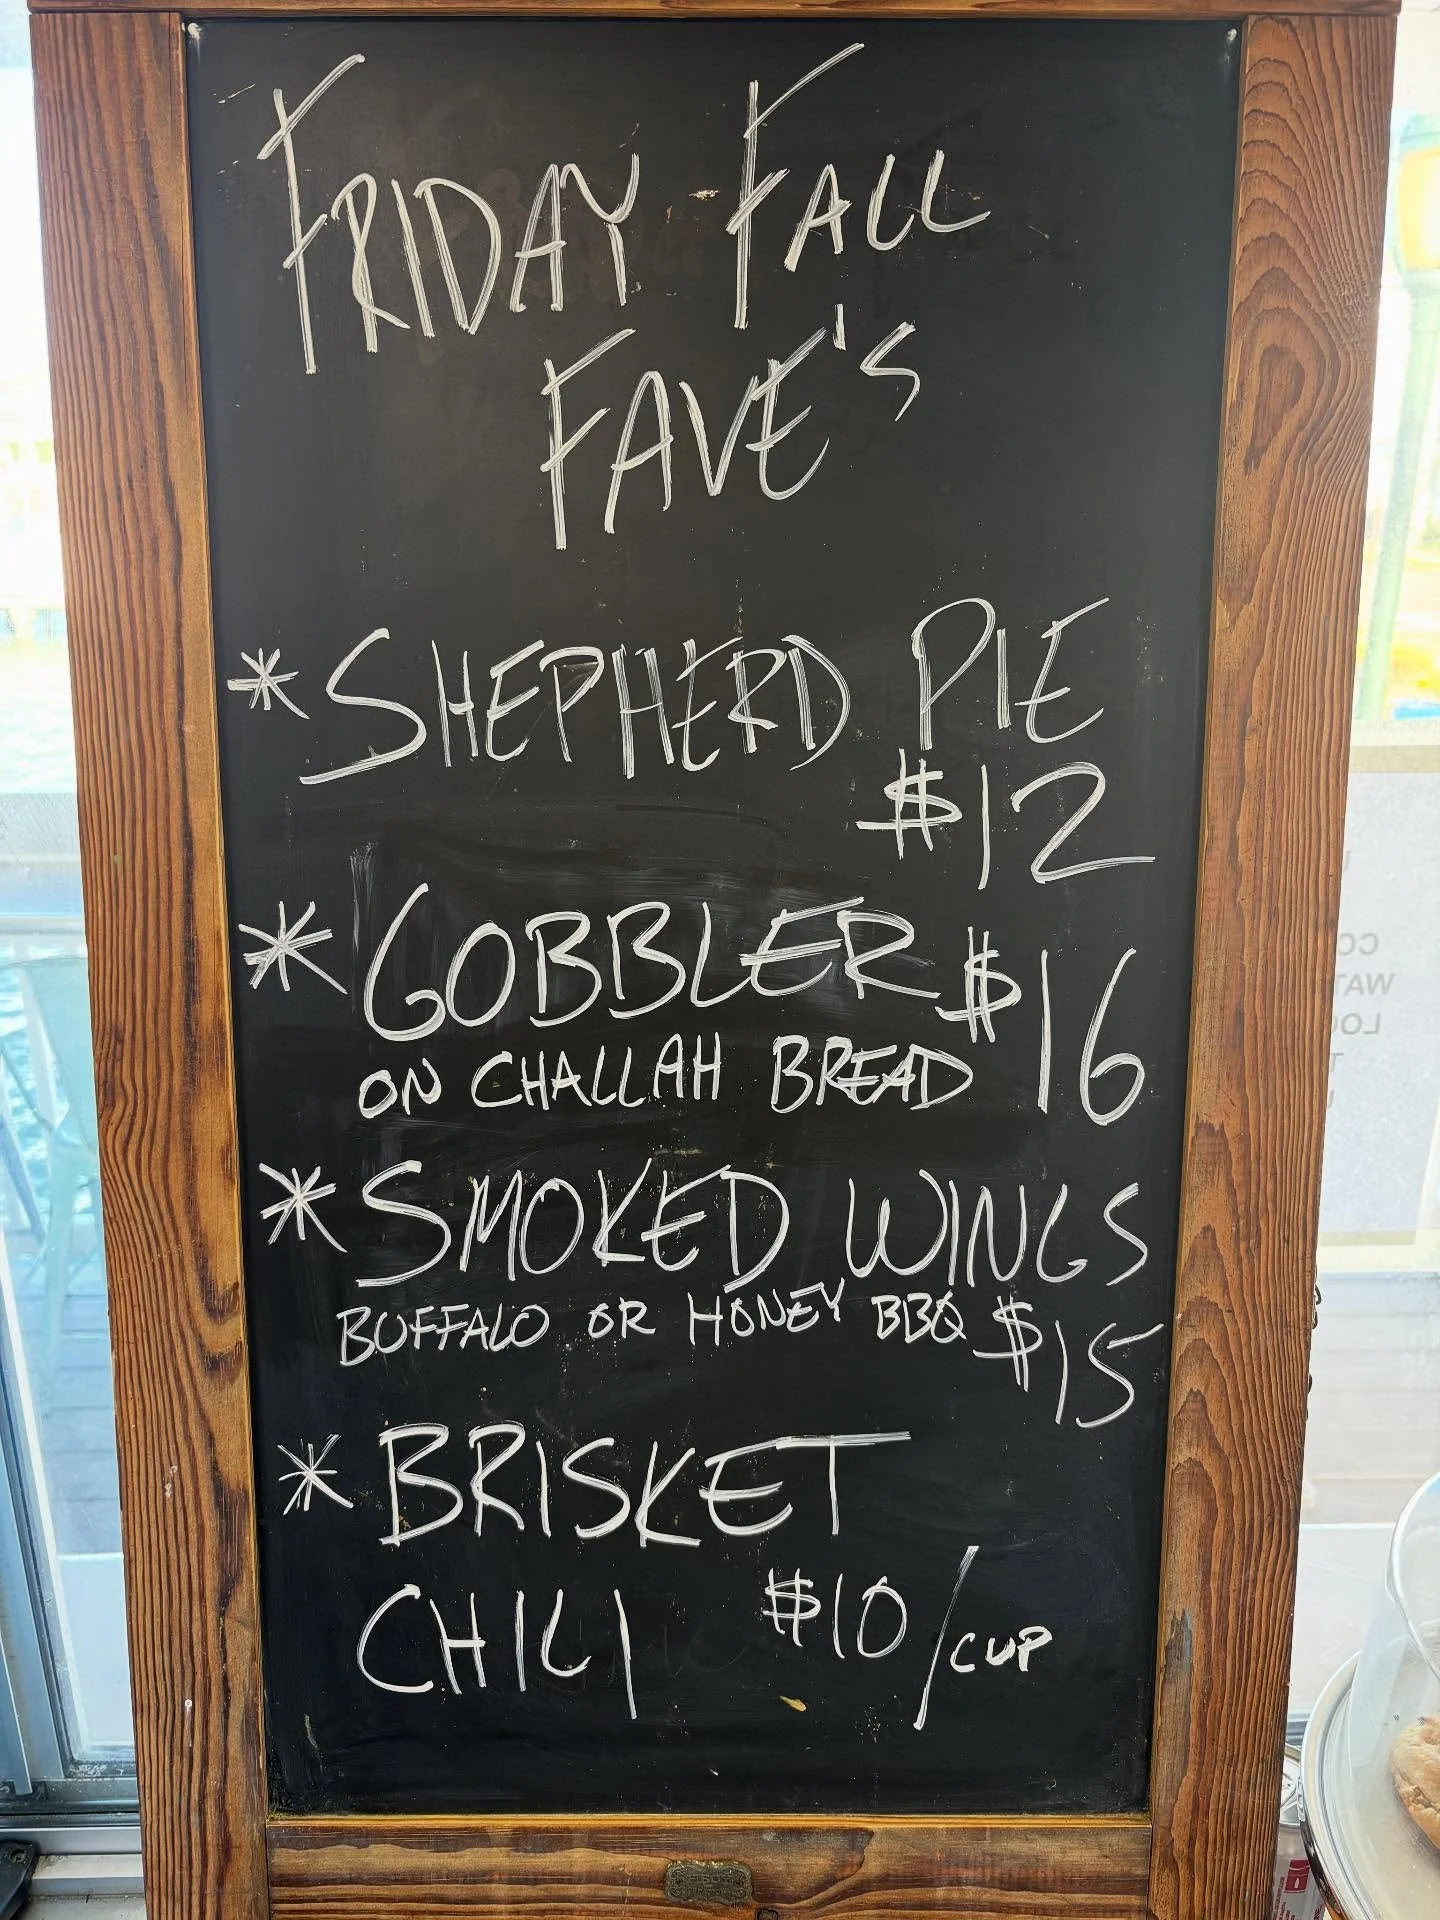 FRIDAY FALL
FAVE'S
* SHEPHERD PIE
$12
* GOBBLER $16
ON CHALLAH BREAD
* SMOKED WINGS
BUFFALO OR HONEY BBQ $15
* BRISKET
CHILI $10/CUP